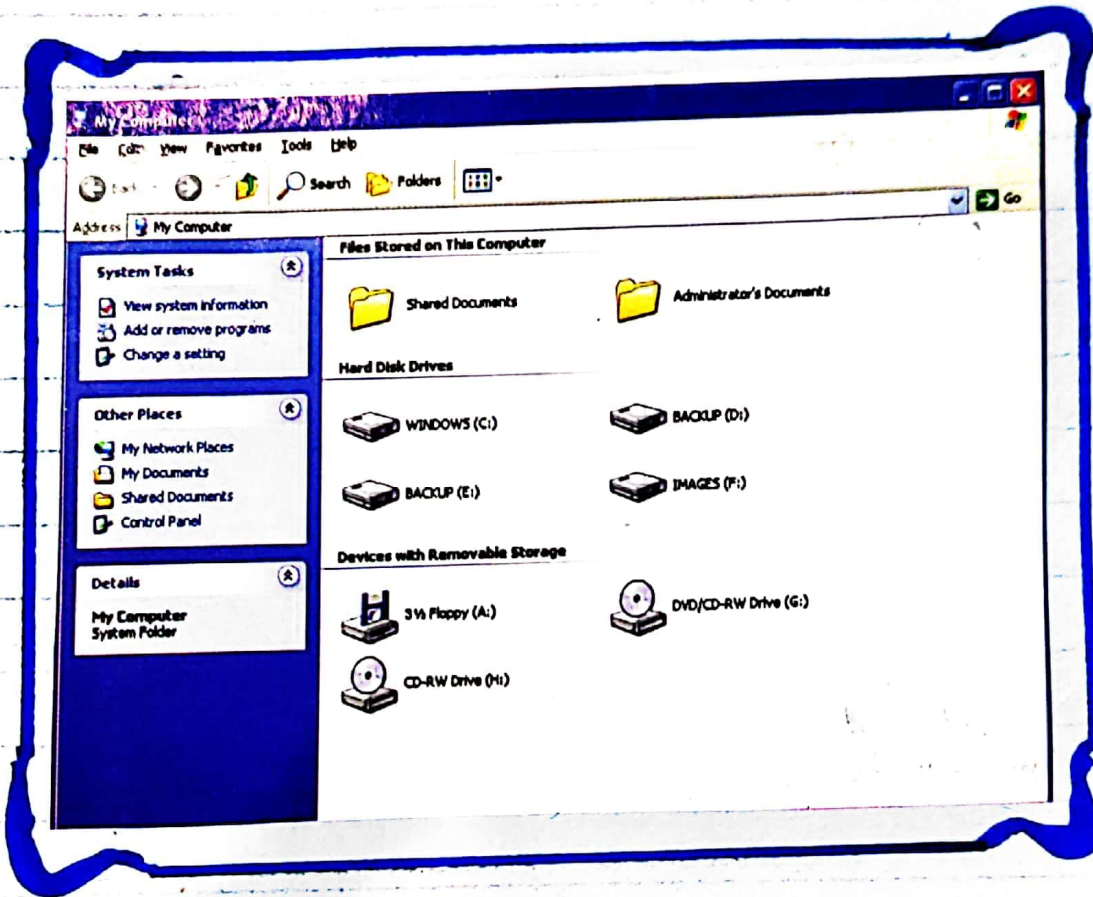 My Computer
File Edit View Favorites Tools Help
Back Search Folders
Address My Computer Go
System Tasks
View system information
Add or remove programs
Change a setting
Other Places
My Network Places
My Documents
Shared Documents
Control Panel
Details
My Computer
System Folder
Files Stored on This Computer
Shared Documents
Administrator's Documents
Hard Disk Drives
WINDOWS (C:)
BACKUP (D:)
BACKUP (E:)
IMAGES (F:)
Devices with Removable Storage
3½ Floppy (A:)
DVD/CD-RW Drive (G:)
CD-RW Drive (H:)